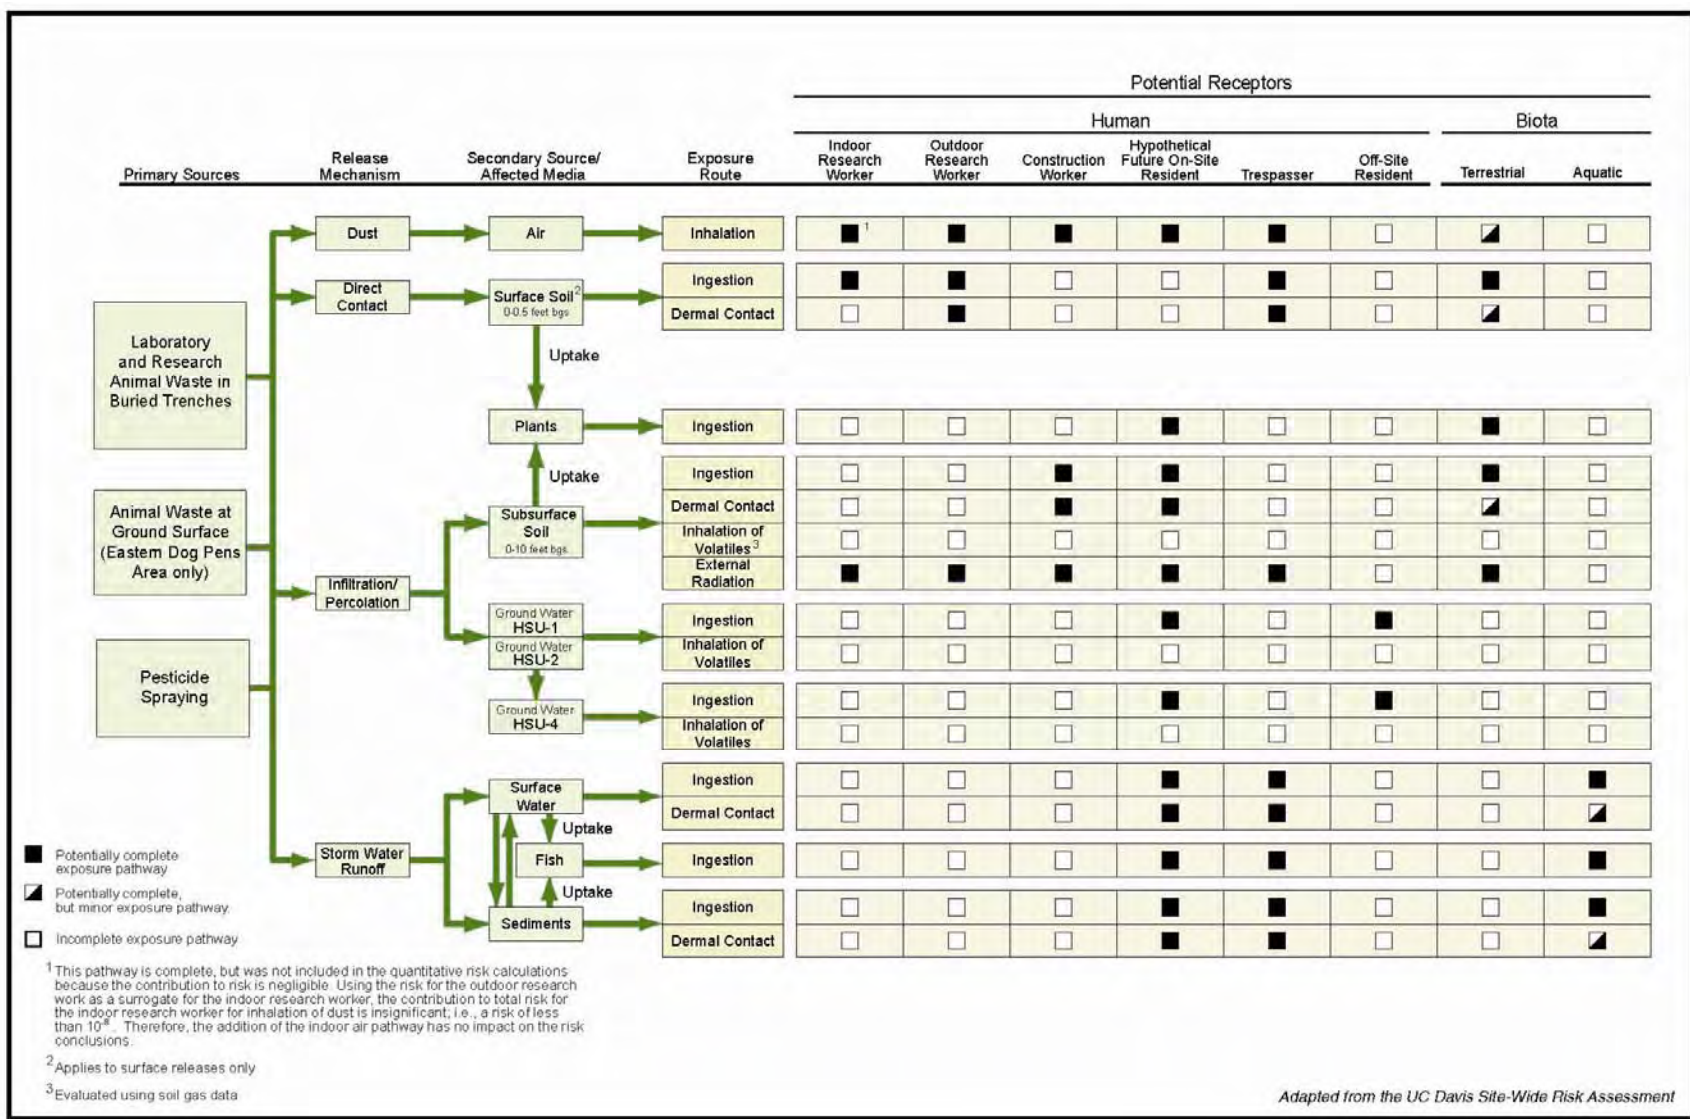 Potential Receptors
Human
Biota
Primary Sources
Release
Mechanism
Secondary Source/
Affected Media
Exposure
Route
Indoor
Research
Worker
Outdoor
Research
Worker
Construction
Worker
Hypothetical
Future On-Site
Resident
Trespasser
Off-Site
Resident
Terrestrial
Aquatic
Laboratory
and Research
Animal Waste in
Buried Trenches
Animal Waste at
Ground Surface
(Eastern Dog Pens
Area only)
Pesticide
Spraying
Dust
Air
Inhalation
1
Direct
Contact
Surface Soil 2
0-0.5 feet bgs
Ingestion
Dermal Contact
Uptake
Plants
Ingestion
Uptake
Infiltration/
Percolation
Subsurface
Soil
0-10 feet bgs
Ingestion
Dermal Contact
Inhalation of
Volatiles 3
External
Radiation
Ground Water
HSU-1
Ground Water
HSU-2
Ingestion
Inhalation of
Volatiles
Ground Water
HSU-4
Ingestion
Inhalation of
Volatiles
Storm Water
Runoff
Surface
Water
Ingestion
Dermal Contact
Uptake
Fish
Ingestion
Uptake
Sediments
Ingestion
Dermal Contact
Potentially complete
exposure pathway
Potentially complete,
but minor exposure pathway.
Incomplete exposure pathway
1 This pathway is complete, but was not included in the quantitative risk calculations
because the contribution to risk is negligible. Using the risk for the outdoor research
work as a surrogate for the indoor research worker, the contribution to total risk for
the indoor research worker for inhalation of dust is insignificant; i.e., a risk of less
than 10. Therefore, the addition of the indoor air pathway has no impact on the risk
conclusions.
2 Applies to surface releases only
3 Evaluated using soil gas data
Adapted from the UC Davis Site-Wide Risk Assessment